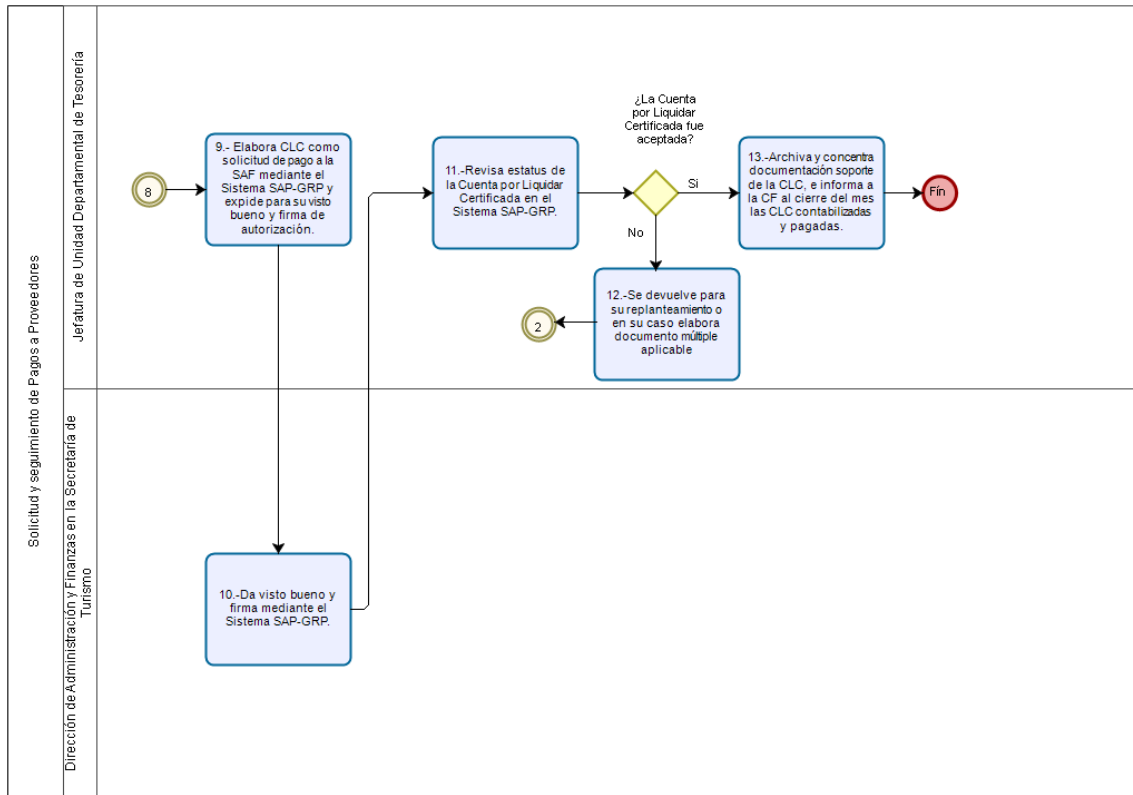 Solicitud y seguimiento de Pagos a Proveedores
Jefatura de Unidad Departamental de Tesorería
8
9.- Elabora CLC como
solicitud de pago a la
SAF mediante el
Sistema SAP-GRP y
expide para su visto
bueno y firma de
autorización.
11.-Revisa estatus de
la Cuenta por Liquidar
Certificada en el
Sistema SAP-GRP.
¿La Cuenta
por Liquidar
Certificada fue
aceptada?
Si
No
13.-Archiva y concentra
documentación soporte
de la CLC, e informa a
la CF al cierre del mes
las CLC contabilizadas
y pagadas.
Fín
12.-Se devuelve para
su replanteamiento o
en su caso elabora
documento múltiple
aplicable
2
Dirección de Administración y Finanzas en la Secretaría de
Turismo
10.-Da visto bueno y
firma mediante el
Sistema SAP-GRP.